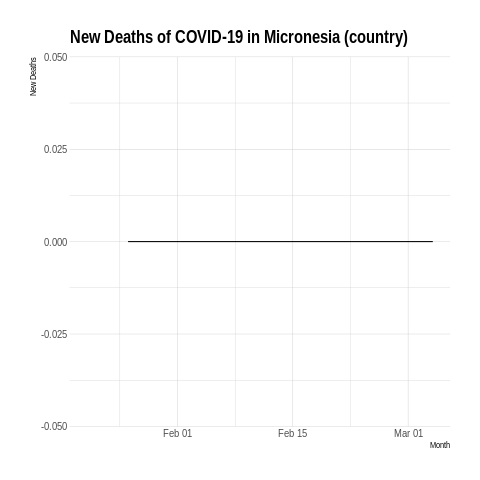 New Deaths of COVID-19 in Micronesia (country)
New Deaths
0.050
0.025
0.000
-0.025
-0.050
Feb 01
Feb 15
Mar 01
Month